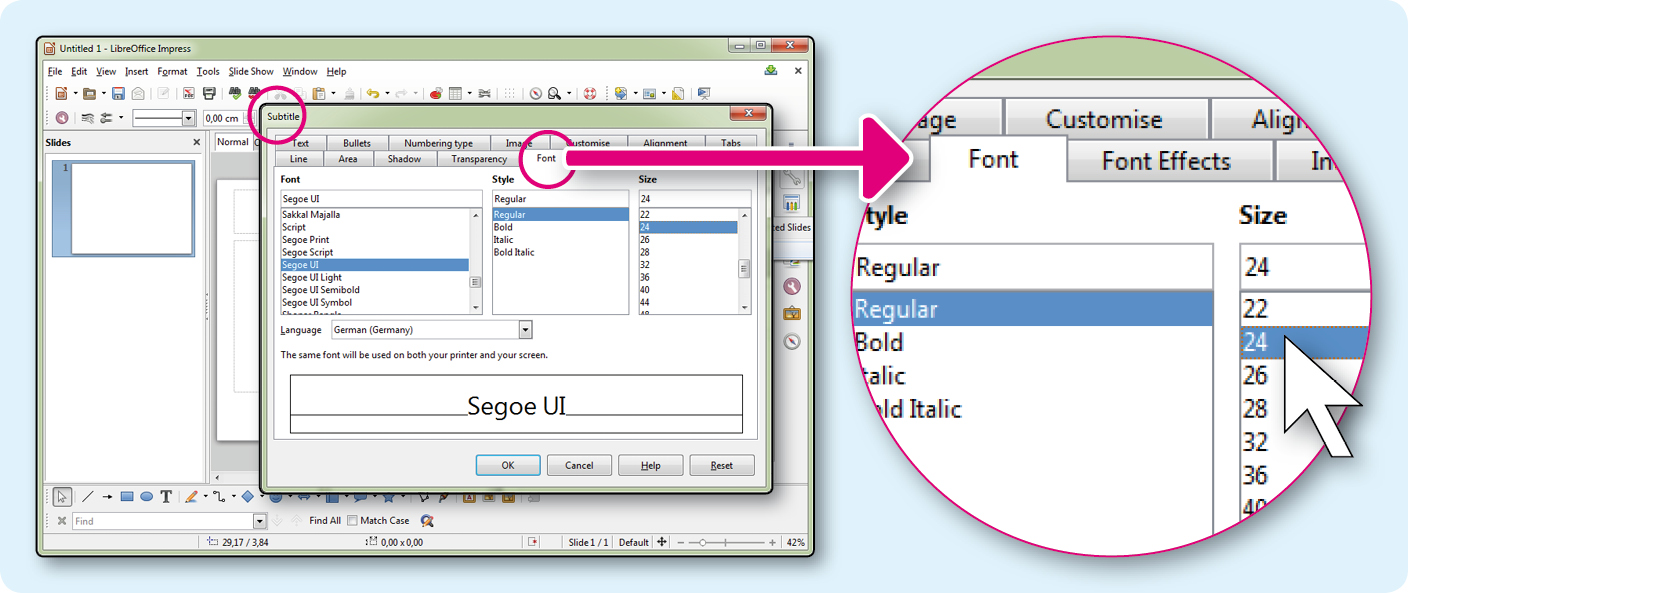 Untitled 1 - LibreOffice Impress
File Edit View Insert Format Tools Slide Show Window Help
0,00 cm
Subtitle
Slides
Normal
1
Text Bullets Numbering type Image Customise Alignment Tabs
Line Area Shadow Transparency Font
Font Style Size
Segoe UI Regular 24
Sakkal Majalla Regular 22
Script Bold 24
Segoe Print Italic 26
Segoe Script Bold Italic 28
Segoe UI 32
Segoe UI Light 36
Segoe UI Semibold 40
Segoe UI Symbol 44
48
Language German (Germany)
The same font will be used on both your printer and your screen.
Segoe UI
OK Cancel Help Reset
ed Slides
Find Find All Match Case
29,17 / 3,84 0,00 x 0,00 Slide 1 / 1 Default 42%
age Customise Align
Font Font Effects In
tyle Size
Regular 24
Regular 22
Bold 24
talic 26
ld Italic 28
32
36
40